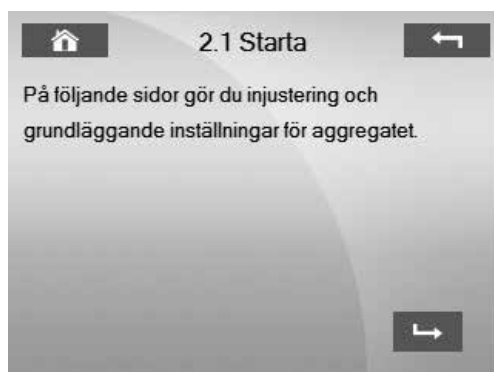 2.1 Starta
På följande sidor gör du injustering och
grundläggande inställningar för aggregatet.